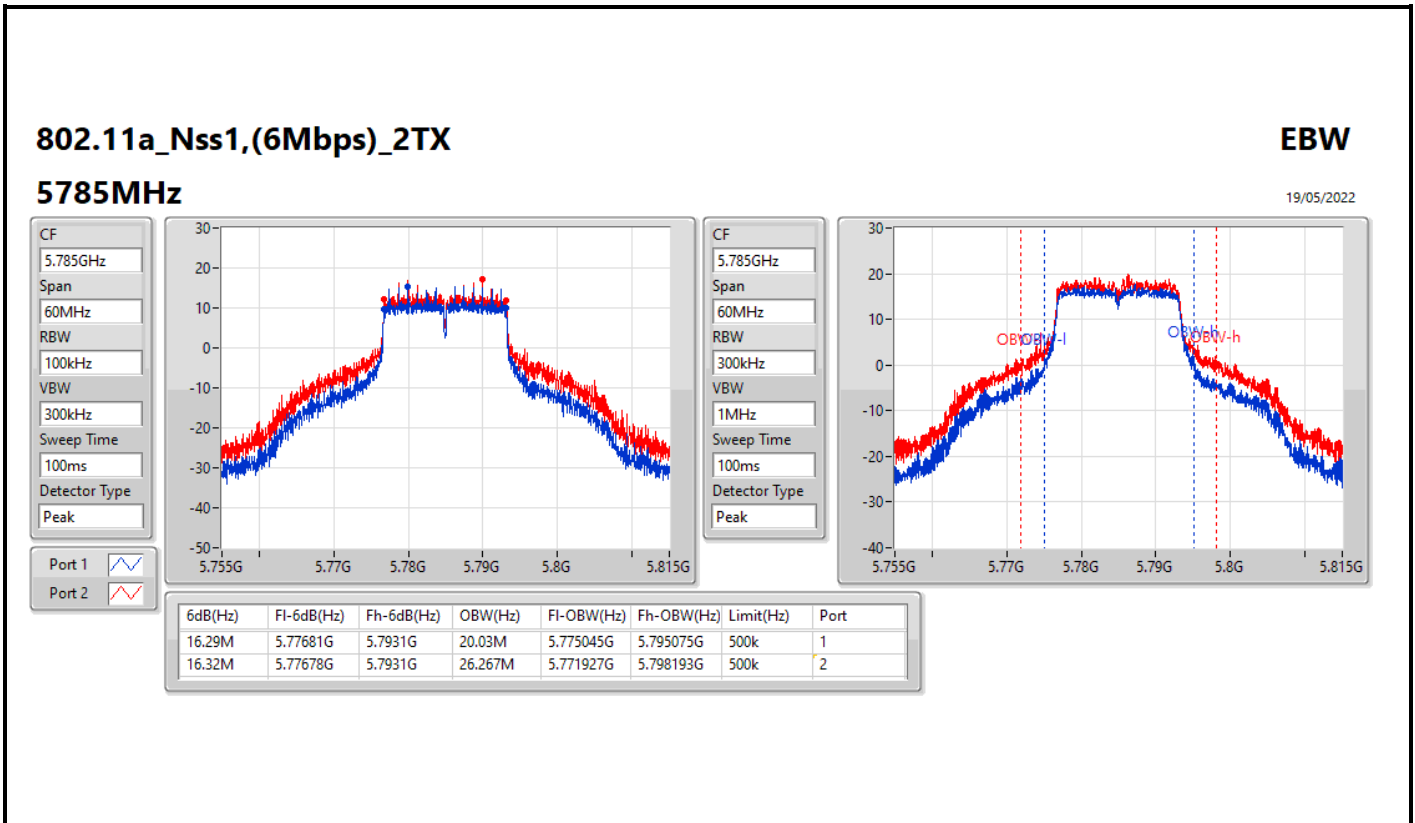 802.11a_Nss1,(6Mbps)_2TX
EBW
5785MHz
19/05/2022
CF
5.785GHz
Span
60MHz
RBW
100kHz
VBW
300kHz
Sweep Time
100ms
Detector Type
Peak
Port 1
Port 2
30
20
10
0
-10
-20
-30
-40
-50
5.755G 5.77G 5.78G 5.79G 5.8G 5.815G
CF
5.785GHz
Span
60MHz
RBW
300kHz
VBW
1MHz
Sweep Time
100ms
Detector Type
Peak
30
20
10
0
-10
-20
-30
-40
OBW-l OBW-h OBW-h
5.755G 5.77G 5.78G 5.79G 5.8G 5.815G
6dB(Hz) Fl-6dB(Hz) Fh-6dB(Hz) OBW(Hz) Fl-OBW(Hz) Fh-OBW(Hz) Limit(Hz) Port
16.29M 5.77681G 5.7931G 20.03M 5.775045G 5.795075G 500k 1
16.32M 5.77678G 5.7931G 26.267M 5.771927G 5.798193G 500k 2